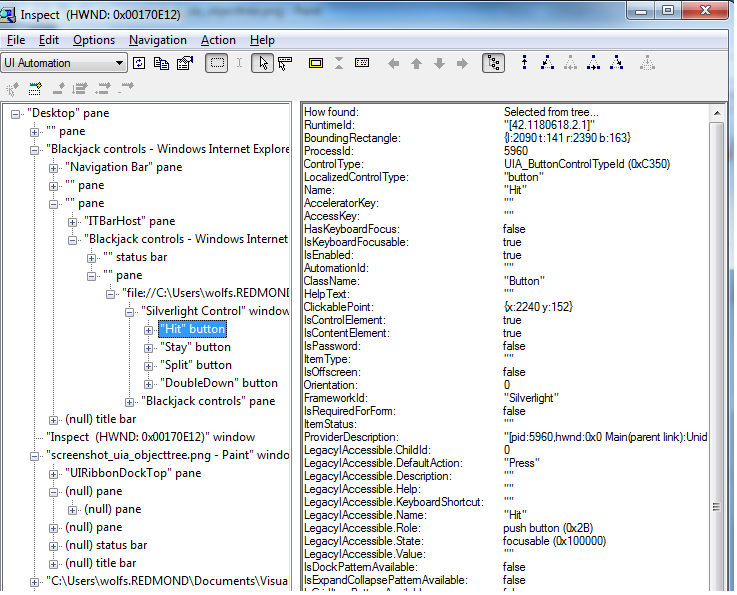 Inspect (HWND: 0x00170E12)
File Edit Options Navigation Action Help
UI Automation
"Desktop" pane
"" pane
"Blackjack controls - Windows Internet Explore
"Navigation Bar" pane
"" pane
"" pane
"ITBarHost" pane
"Blackjack controls - Windows Internet
"" status bar
"" pane
"file://C:\Users\wolfs.REDMOND
"Silverlight Control" window
"Hit" button
"Stay" button
"Split" button
"DoubleDown" button
"Blackjack controls" pane
(null) title bar
"Inspect (HWND: 0x00170E12)" window
"screenshot_uia_objecttree.png - Paint" windo
"UIRibbonDockTop" pane
(null) pane
(null) pane
(null) pane
(null) status bar
(null) title bar
"C:\Users\wolfs.REDMOND\Documents\Visua
How found: Selected from tree...
RuntimeId: "[42.1180618.2.1]"
BoundingRectangle: {l:2090 t:141 r:2390 b:163}
ProcessId: 5960
ControlType: UIA_ButtonControlTypeId (0xC350)
LocalizedControlType: "button"
Name: "Hit"
AcceleratorKey: ""
AccessKey: ""
HasKeyboardFocus: false
IsKeyboardFocusable: true
IsEnabled: true
AutomationId: ""
ClassName: "Button"
HelpText: ""
ClickablePoint: {x:2240 y:152}
IsControlElement: true
IsContentElement: true
IsPassword: false
ItemType: ""
IsOffscreen: false
Orientation: 0
FrameworkId: "Silverlight"
IsRequiredForForm: false
ItemStatus: ""
ProviderDescription: "[pid:5960,hwnd:0x0 Main(parent link):Unid
LegacyIAccessible.ChildId: 0
LegacyIAccessible.DefaultAction: "Press"
LegacyIAccessible.Description: ""
LegacyIAccessible.Help: ""
LegacyIAccessible.KeyboardShortcut: ""
LegacyIAccessible.Name: "Hit"
LegacyIAccessible.Role: push button (0x2B)
LegacyIAccessible.State: focusable (0x100000)
LegacyIAccessible.Value: ""
IsDockPatternAvailable: false
IsExpandCollapsePatternAvailable: false